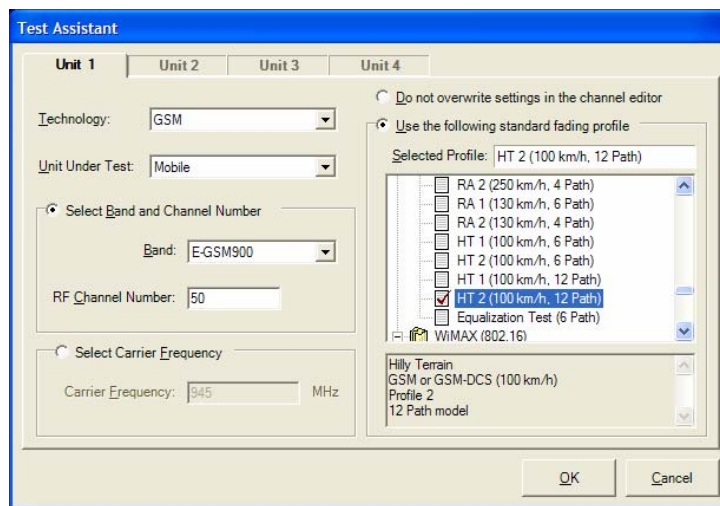 Test Assistant
Unit 1
Unit 2
Unit 3
Unit 4
Technology:
GSM
Unit Under Test:
Mobile
Select Band and Channel Number
Band:
E-GSM900
RF Channel Number:
50
Select Carrier Frequency
Carrier Frequency:
945
MHz
Do not overwrite settings in the channel editor
Use the following standard fading profile
Selected Profile:
HT 2 (100 km/h, 12 Path)
RA 2 (250 km/h, 4 Path)
RA 1 (130 km/h, 6 Path)
RA 2 (130 km/h, 4 Path)
HT 1 (100 km/h, 6 Path)
HT 2 (100 km/h, 6 Path)
HT 1 (100 km/h, 12 Path)
HT 2 (100 km/h, 12 Path)
Equalization Test (6 Path)
WiMAX (802.16)
Hilly Terrain
GSM or GSM-DCS (100 km/h)
Profile 2
12 Path model
OK
Cancel